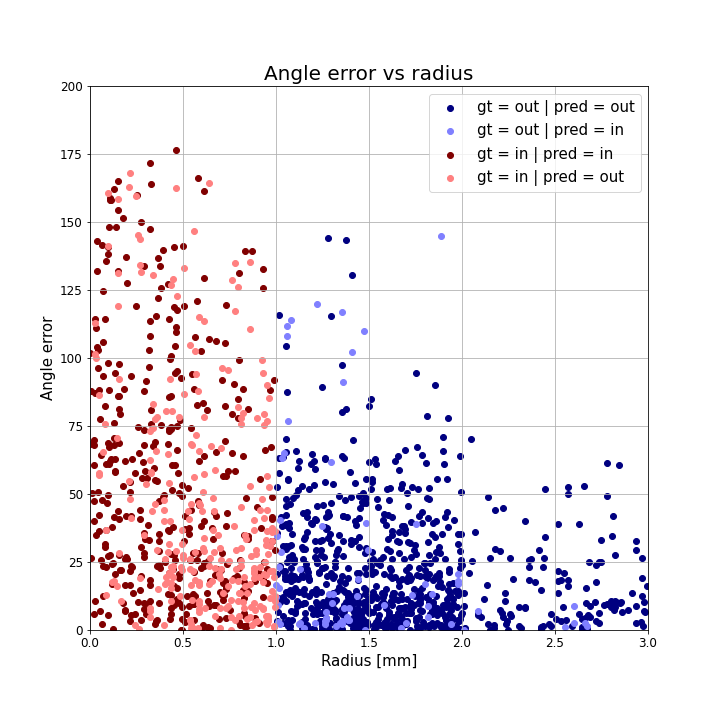 Angle error vs radius
gt = out | pred = out
gt = out | pred = in
gt = in | pred = in
gt = in | pred = out
Angle error
200
175
150
125
100
75
50
25
0
0.0 0.5 1.0 1.5 2.0 2.5 3.0
Radius [mm]